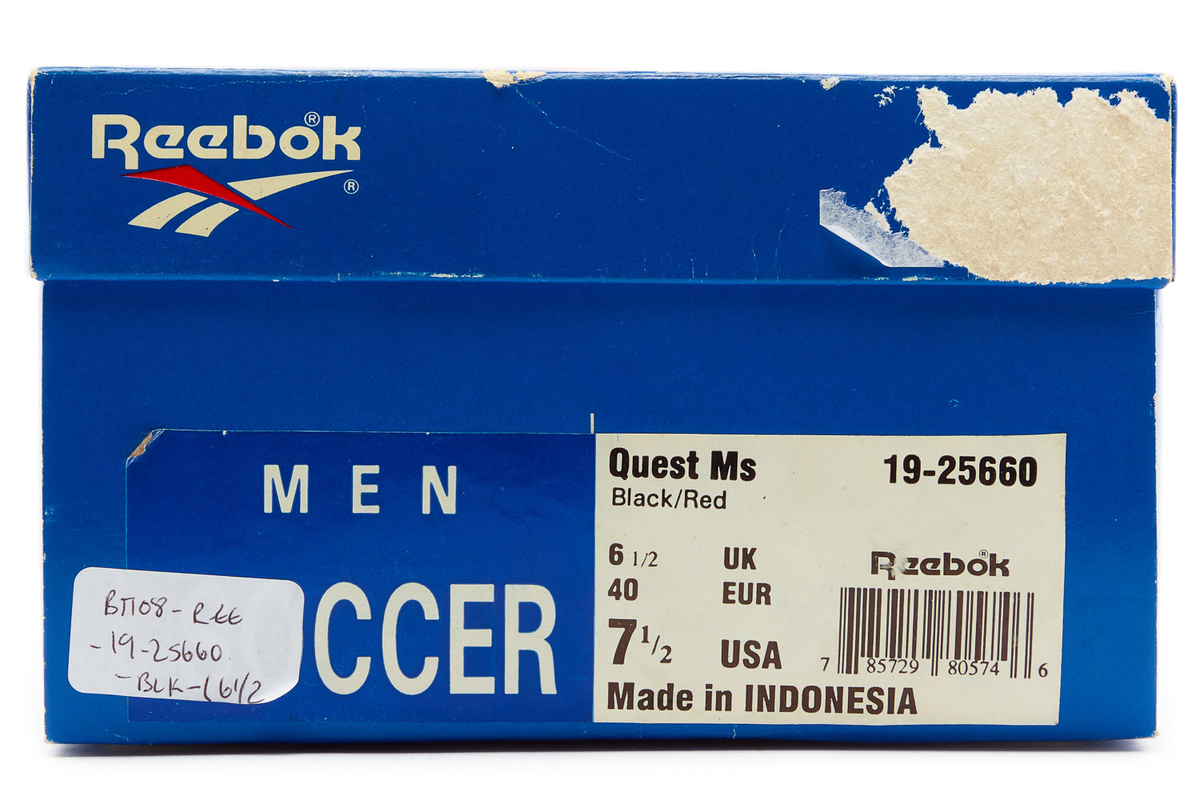 Reebok®
®
MEN
CCER
BM08-REE
-19-25660
-BLK-(6 1/2
Quest Ms 19-25660
Black/Red
6 1/2 UK
40 EUR
7 1/2 USA
Reebok®
7 85729 80574 6
Made in INDONESIA